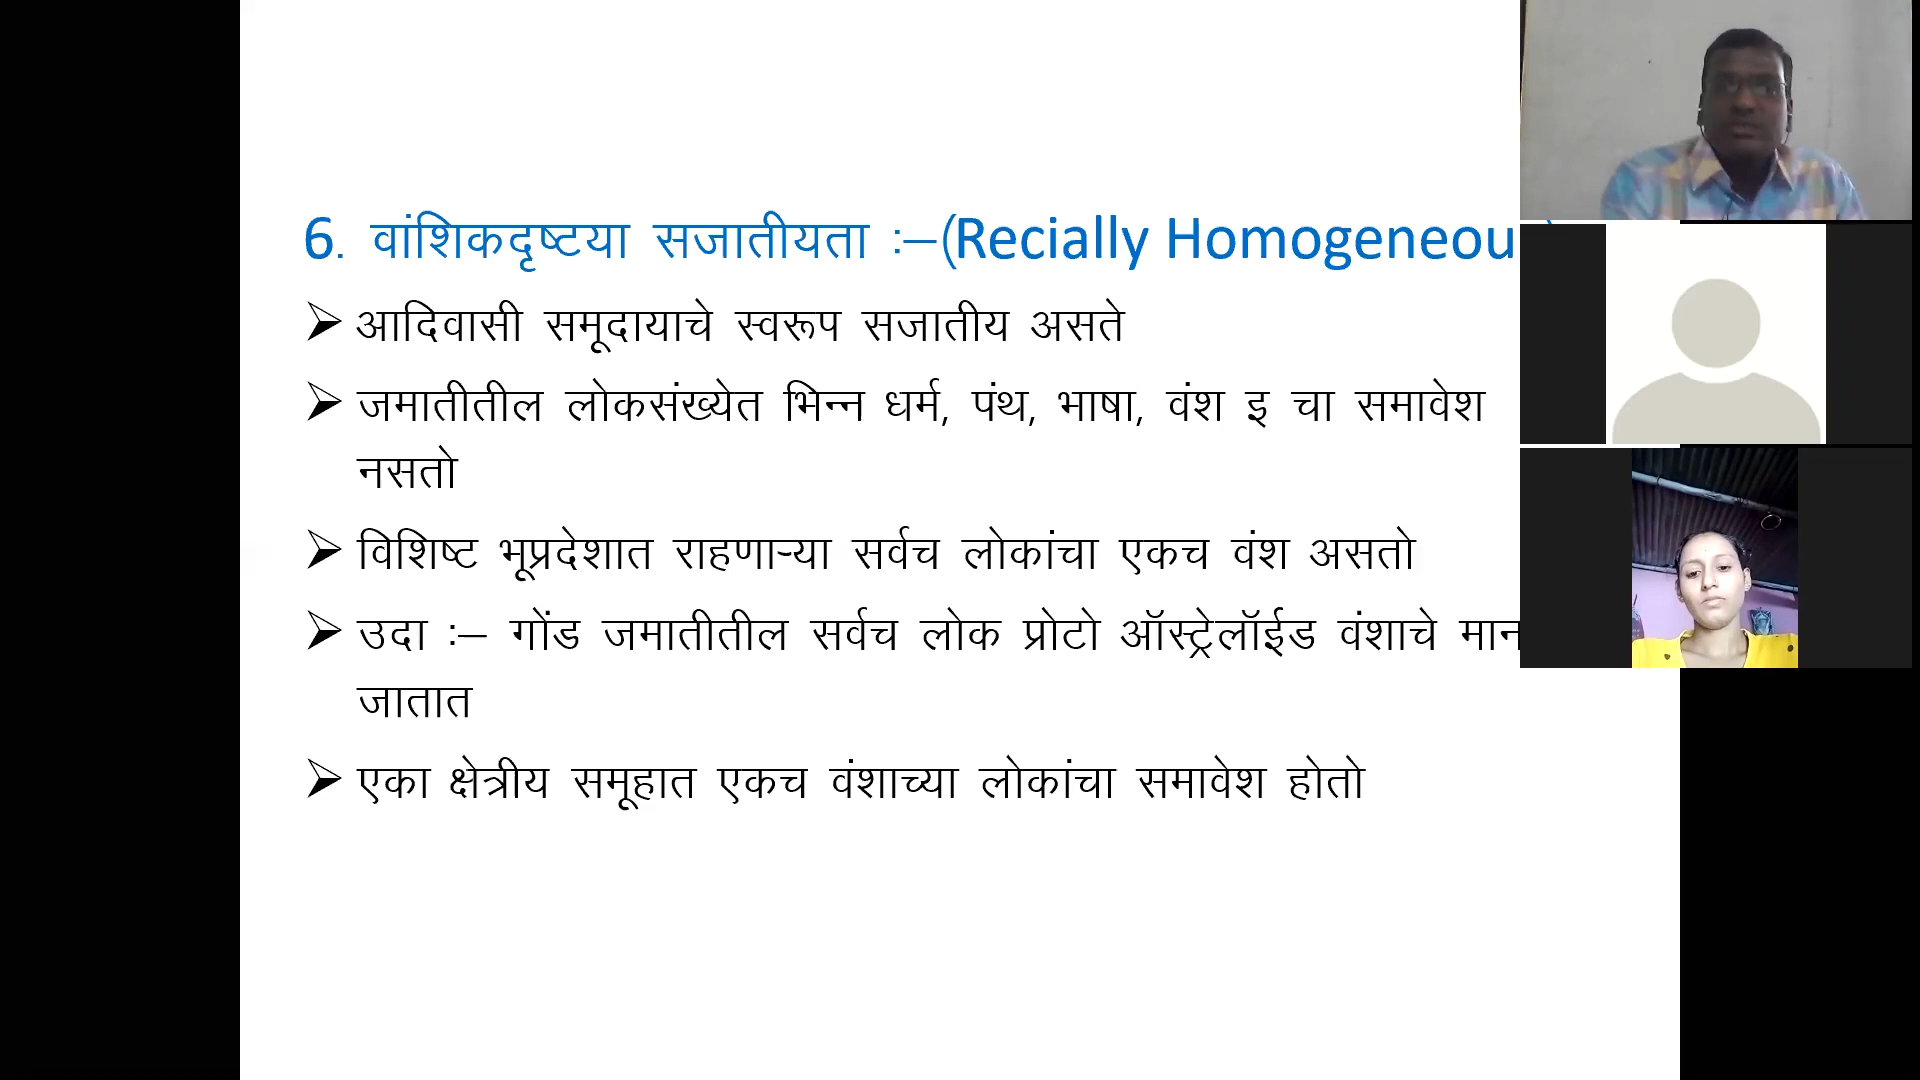 6. वांशिकदृष्टया सजातीयता :–(Recially Homogeneou
➢ आदिवासी समूदायाचे स्वरूप सजातीय असते
➢ जमातीतील लोकसंख्येत भिन्न धर्म, पंथ, भाषा, वंश इ चा समावेश
नसतो
➢ विशिष्ट भूप्रदेशात राहणाऱ्या सर्वच लोकांचा एकच वंश असतो
➢ उदा :– गोंड जमातीतील सर्वच लोक प्रोटो ऑस्ट्रेलॉईड वंशाचे
जातात
➢ एका क्षेत्रीय समूहात एकच वंशाच्या लोकांचा समावेश होतो